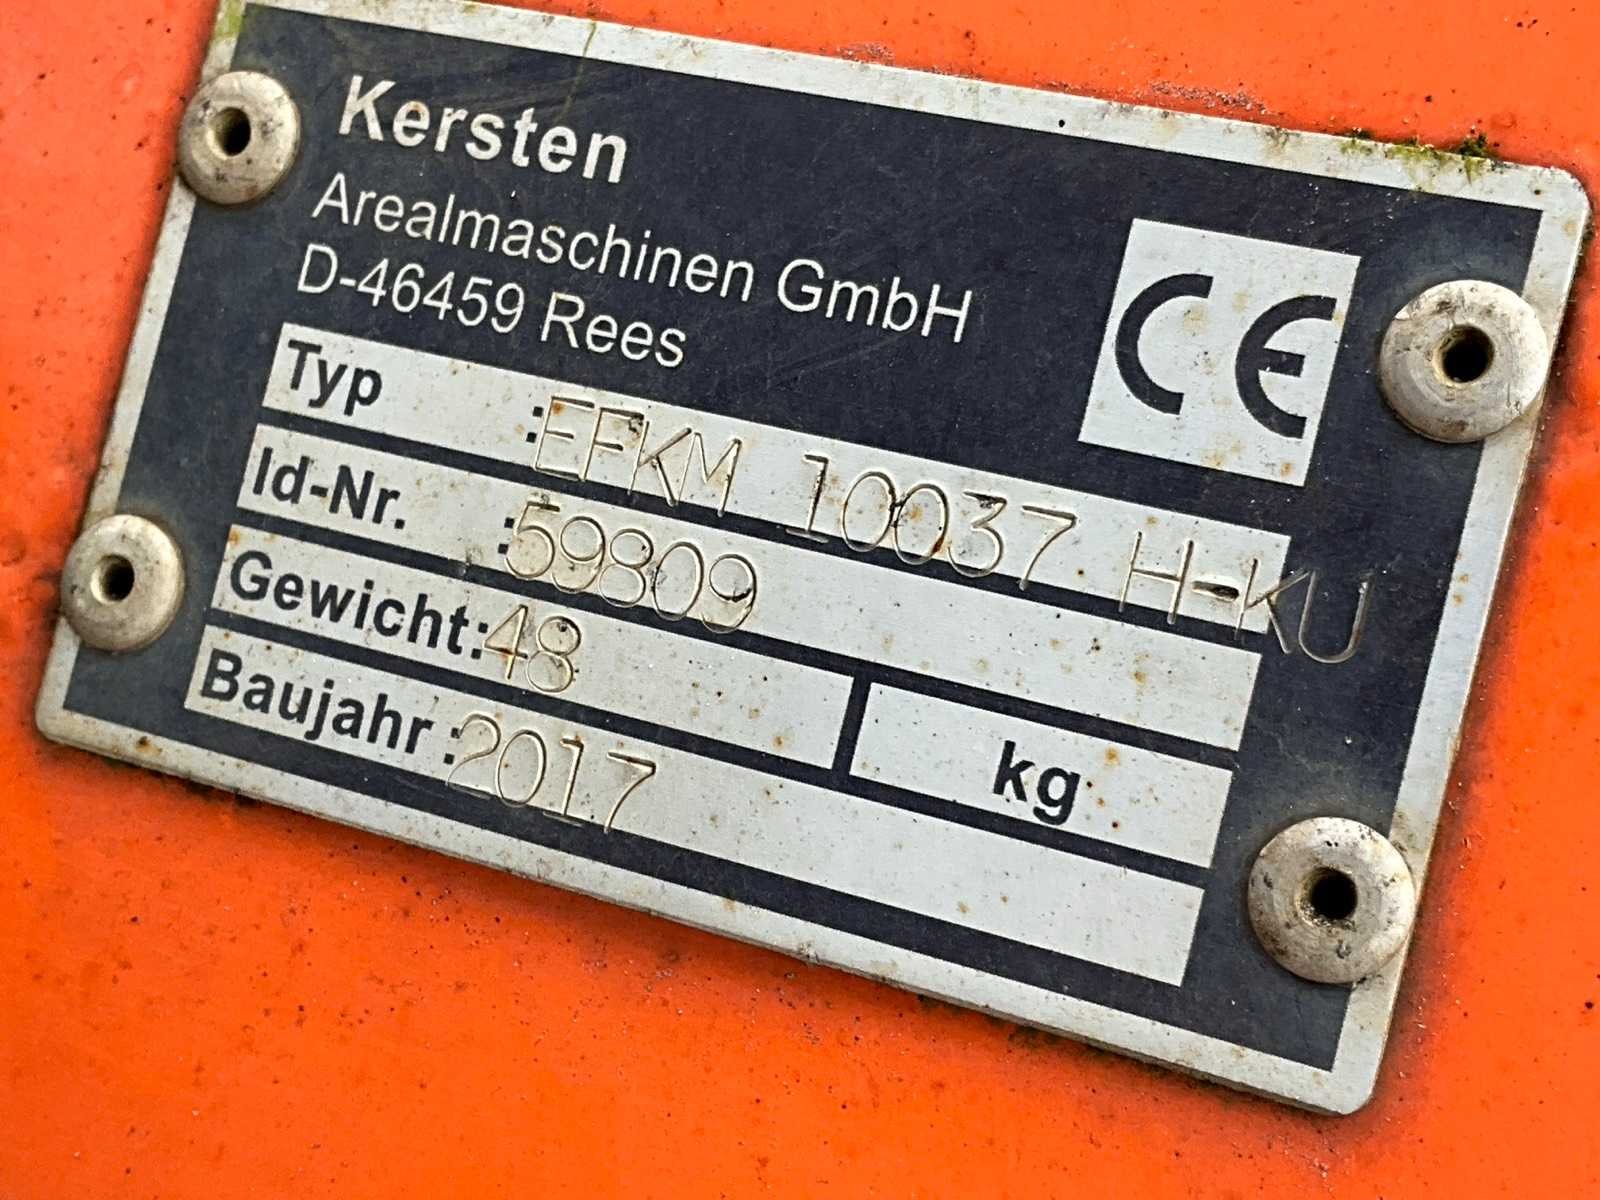 Kersten
Arealmaschinen GmbH
D-46459 Rees
CE
Typ :EFKM 10037 H-KU
Id-Nr. :59809
Gewicht:48 kg
Baujahr :2017